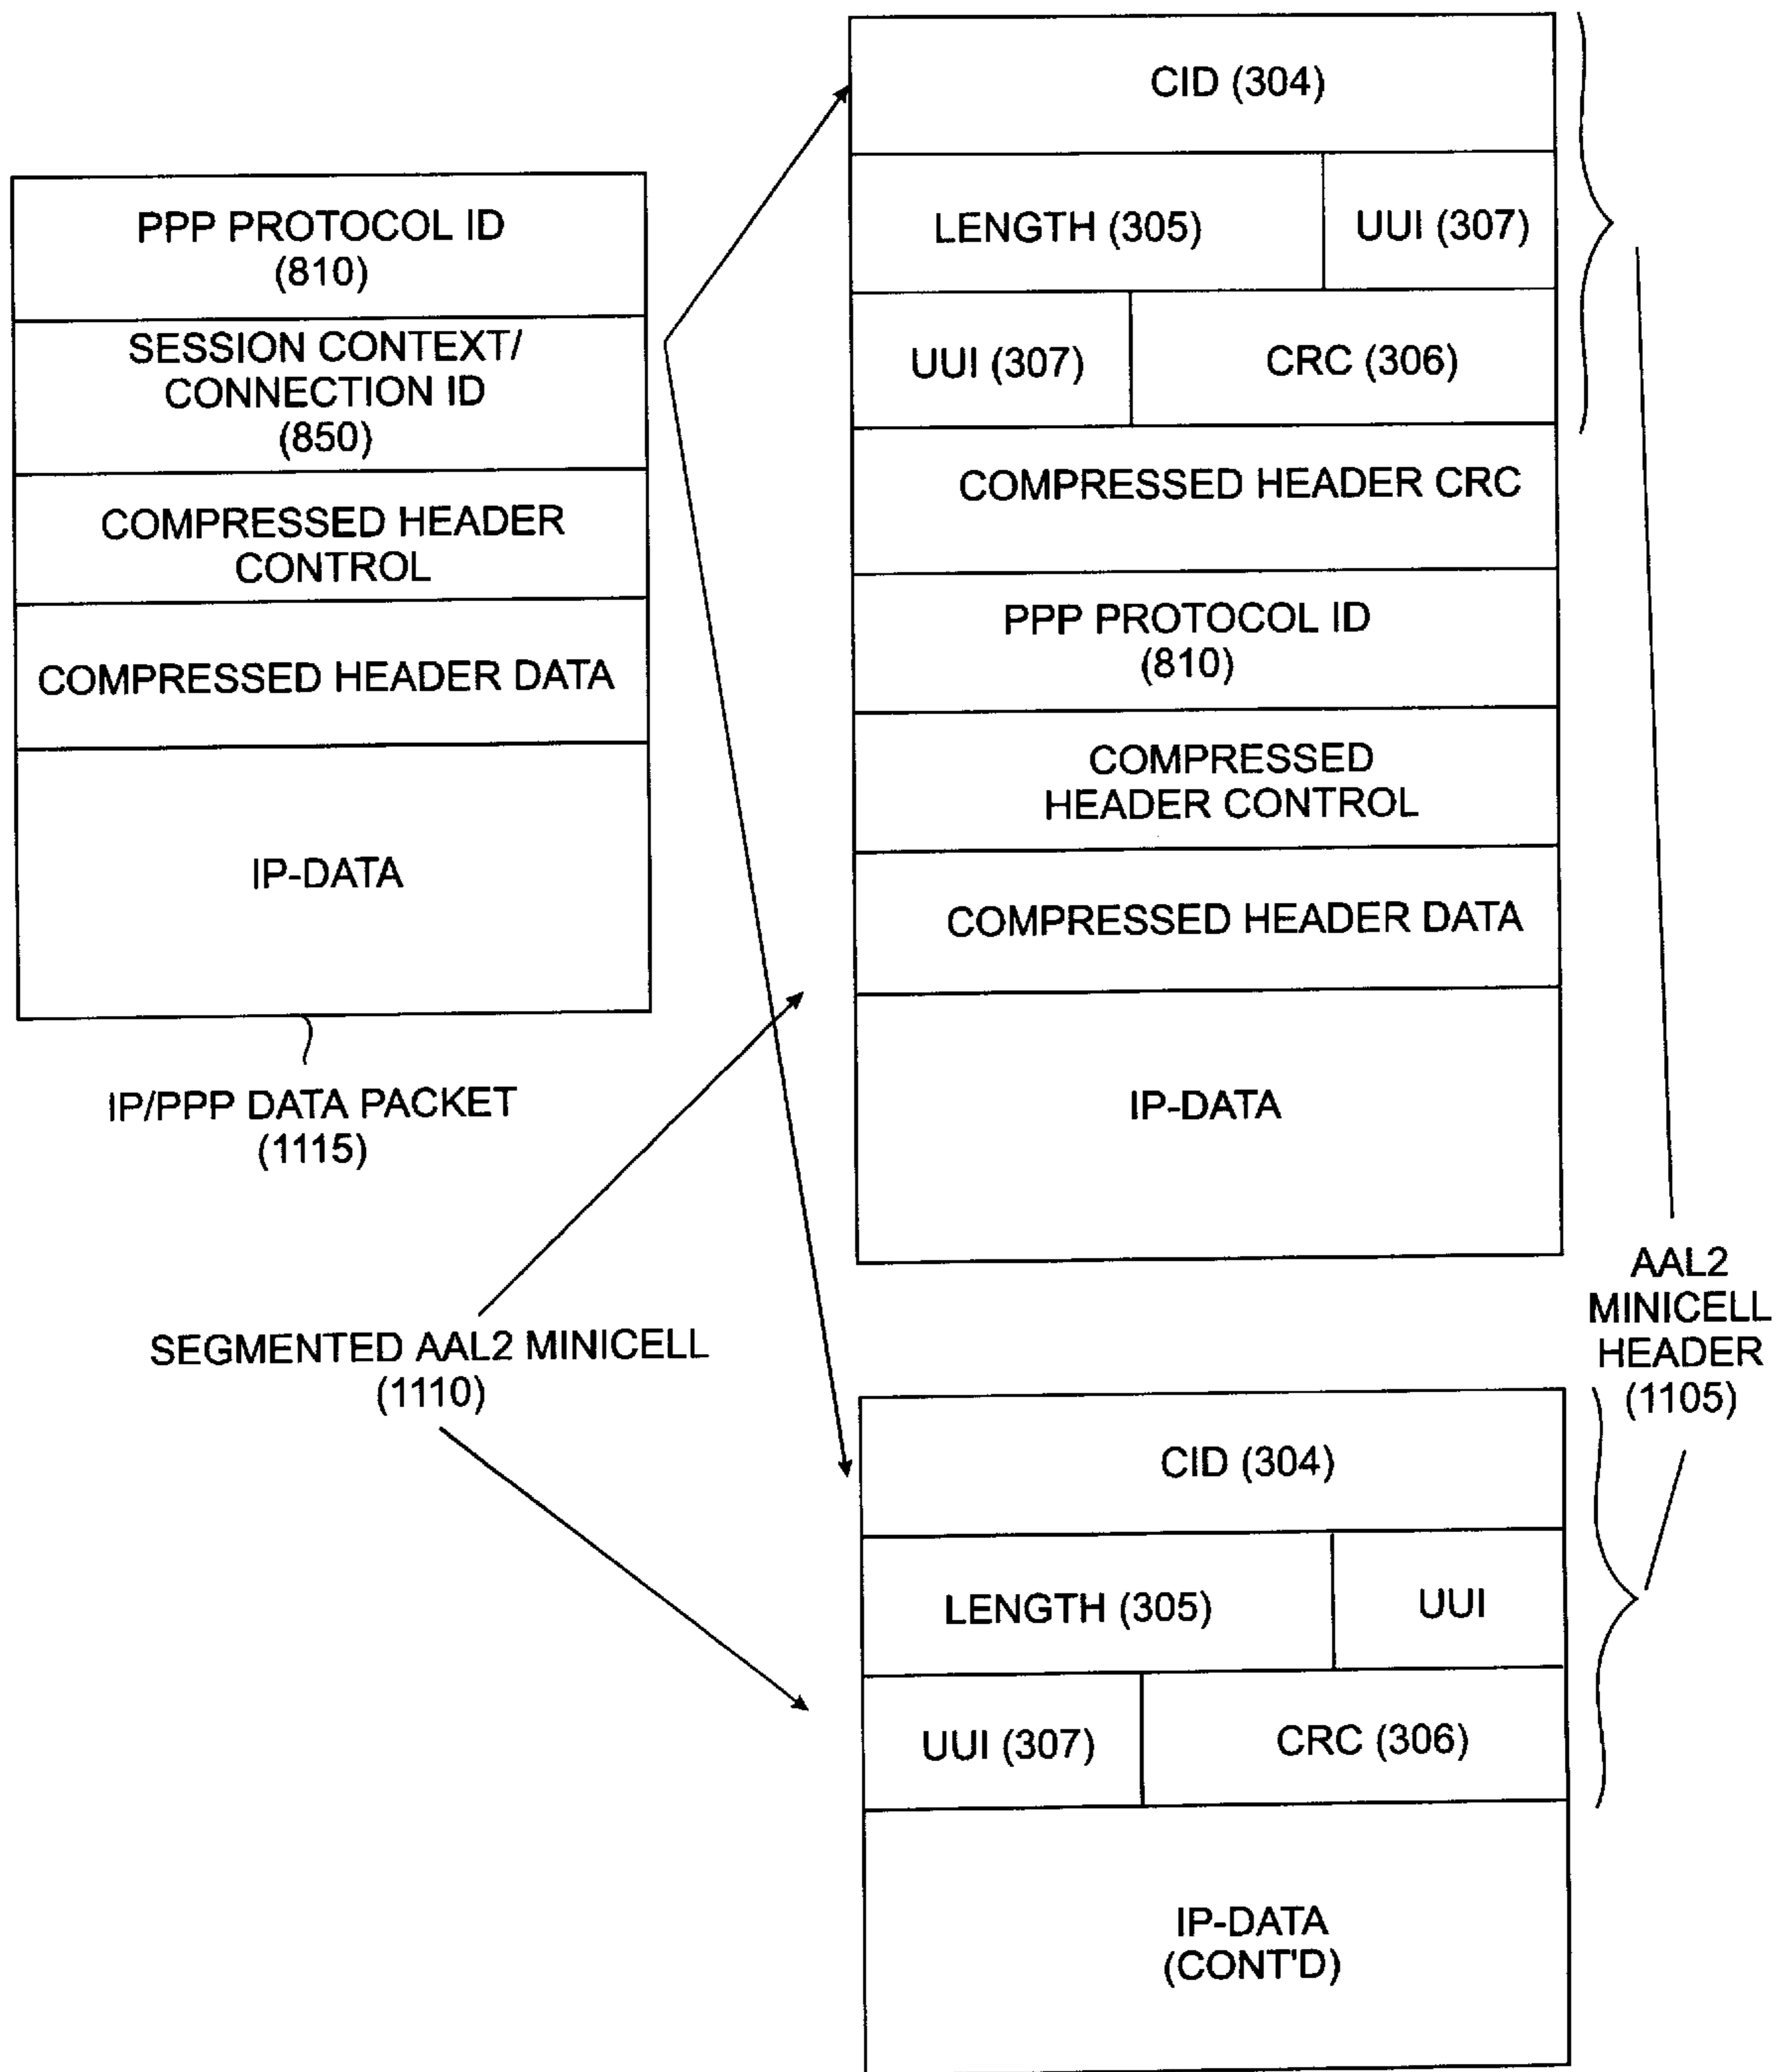 PPP PROTOCOL ID
(810)
SESSION CONTEXT/
CONNECTION ID
(850)
COMPRESSED HEADER
CONTROL
COMPRESSED HEADER DATA
IP-DATA
IP/PPP DATA PACKET
(1115)
SEGMENTED AAL2 MINICELL
(1110)
CID (304)
LENGTH (305)
UUI (307)
UUI (307)
CRC (306)
COMPRESSED HEADER CRC
PPP PROTOCOL ID
(810)
COMPRESSED
HEADER CONTROL
COMPRESSED HEADER DATA
IP-DATA
AAL2
MINICELL
HEADER
(1105)
CID (304)
LENGTH (305)
UUI
UUI (307)
CRC (306)
IP-DATA
(CONT'D)